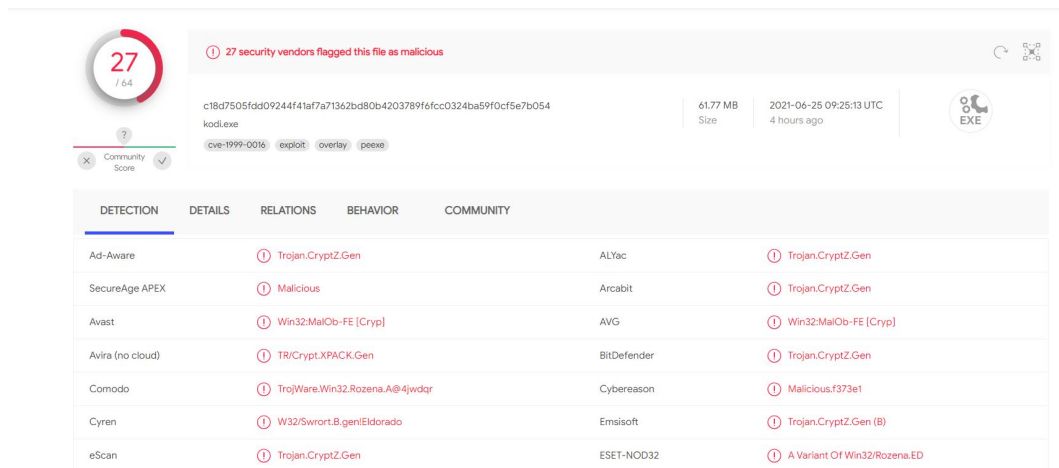 27
/ 64
27 security vendors flagged this file as malicious
?
Community
Score
c18d7505fdd09244f41af7a71362bd80b4203789f6fcc0324ba59f0cf5e7b054
kodi.exe
cve-1999-0016 exploit overlay peexe
61.77 MB
Size
2021-06-25 09:25:13 UTC
4 hours ago
EXE
DETECTION DETAILS RELATIONS BEHAVIOR COMMUNITY
Ad-Aware Trojan.CryptZ.Gen ALYac Trojan.CryptZ.Gen
SecureAge APEX Malicious Arcabit Trojan.CryptZ.Gen
Avast Win32:MalOb-FE [Cryp] AVG Win32:MalOb-FE [Cryp]
Avira (no cloud) TR/Crypt.XPACK.Gen BitDefender Trojan.CryptZ.Gen
Comodo TrojWare.Win32.Rozena.A@4jwdqr Cybereason Malicious.f373e1
Cyren W32/Swrort.B.gen!Eldorado Emsisoft Trojan.CryptZ.Gen (B)
eScan Trojan.CryptZ.Gen ESET-NOD32 A Variant Of Win32/Rozena.ED